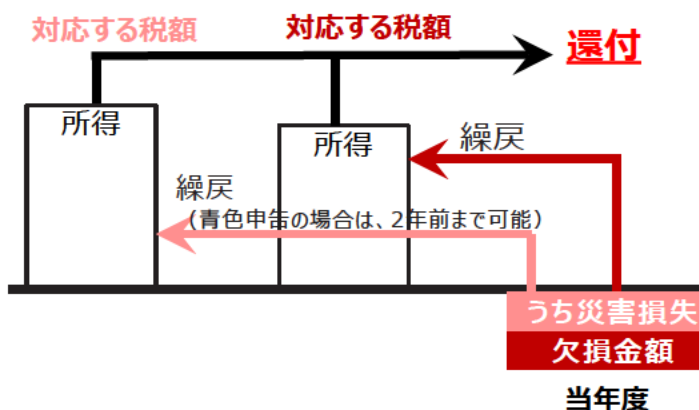 対応する税額
対応する税額
還付
所得
所得
繰戻
繰戻
（青色申告の場合は、2年前まで可能）
うち災害損失
欠損金額
当年度